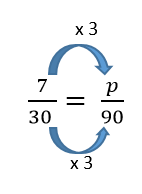 x 3
7/30 = p/90
x 3